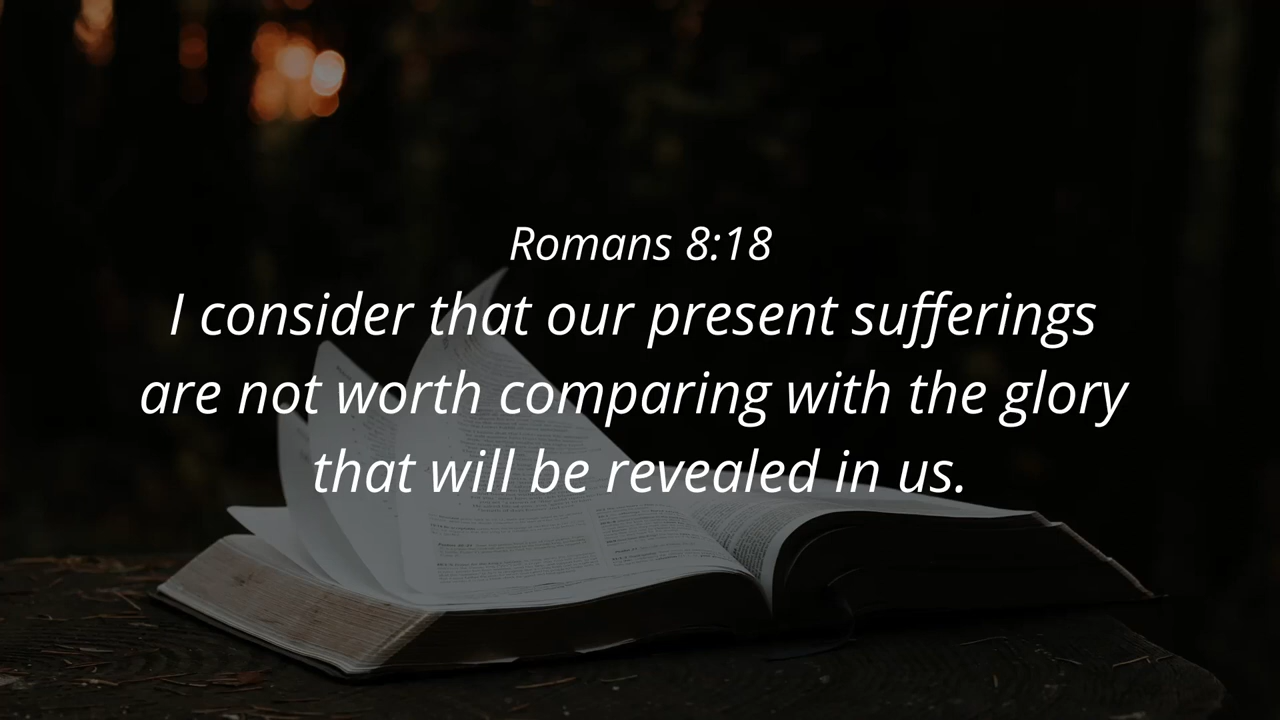 Romans 8:18
I consider that our present sufferings
are not worth comparing with the glory
that will be revealed in us.